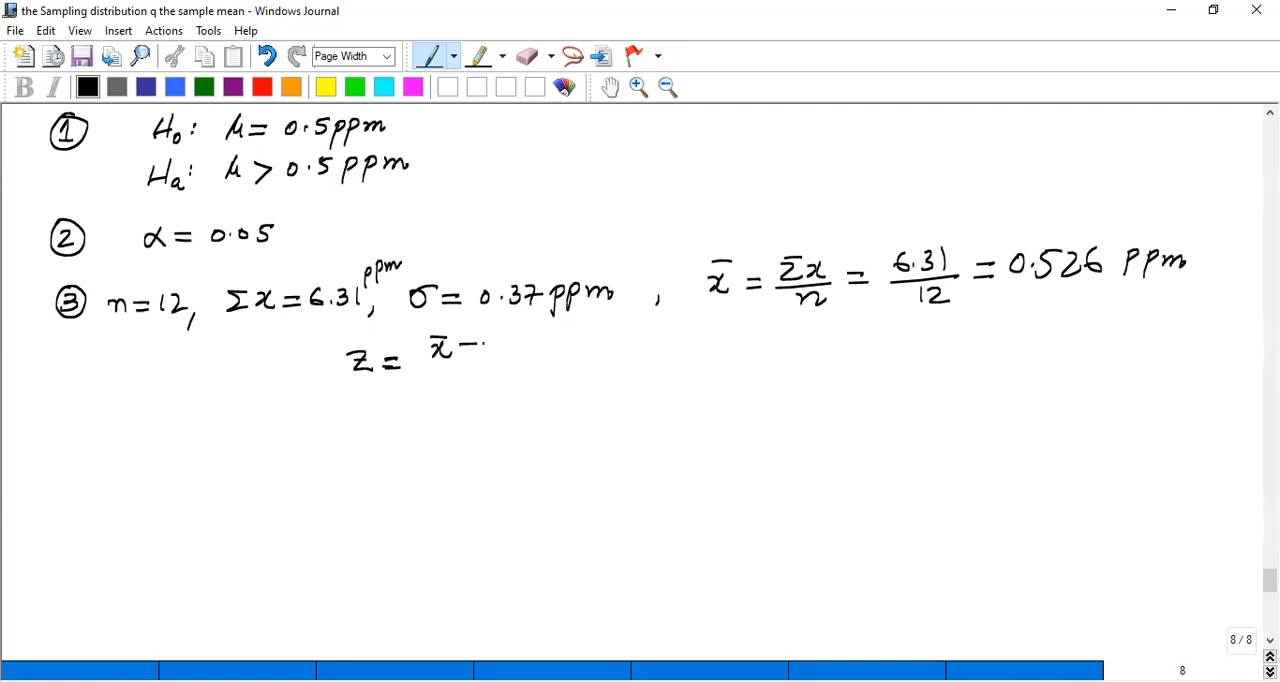 the Sampling distribution q the sample mean - Windows Journal
File Edit View Insert Actions Tools Help
Page Width
B I
① H₀: μ = 0.5ppm
Hₐ: μ > 0.5 ppm
② α = 0.05
③ n=12, Σx = 6.31 ppm, σ = 0.37 ppm , x̄ = Σx/n = 6.31/12 = 0.526 ppm
Z = x̄ -
8 / 8
8